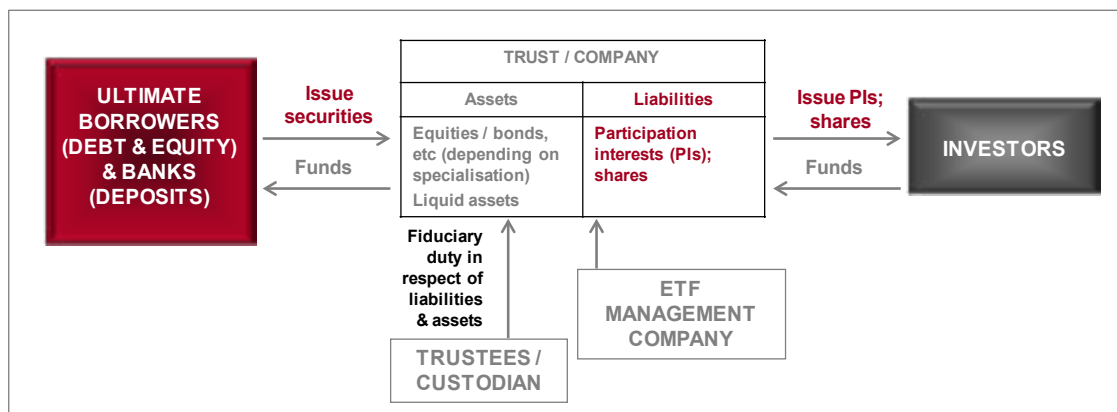 TRUST / COMPANY
ULTIMATE
BORROWERS
(DEBT & EQUITY)
& BANKS
(DEPOSITS)
Issue
securities
Funds
Assets
Equities / bonds,
etc (depending on
specialisation)
Liquid assets
Liabilities
Participation
interests (PIs);
shares
Issue PIs;
shares
Funds
INVESTORS
Fiduciary
duty in
respect of
liabilities
& assets
TRUSTEES /
CUSTODIAN
ETF
MANAGEMENT
COMPANY